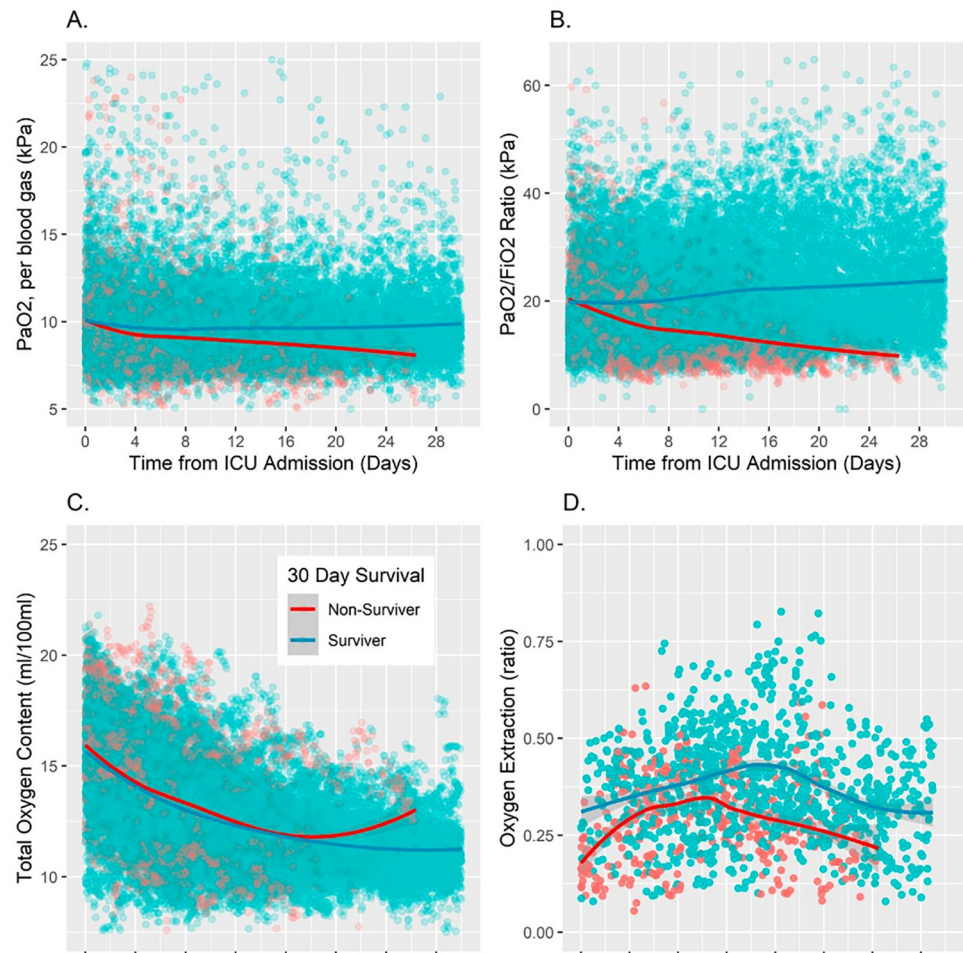 A.
PaO2, per blood gas (kPa)
25
20
15
10
5
0 4 8 12 16 20 24 28
Time from ICU Admission (Days)
B.
PaO2/FiO2 Ratio (kPa)
60
40
20
0
0 4 8 12 16 20 24 28
Time from ICU Admission (Days)
C.
Total Oxygen Content (ml/100ml)
25
20
15
10
30 Day Survival
Non-Surviver
Surviver
D.
Oxygen Extraction (ratio)
1.00
0.75
0.50
0.25
0.00